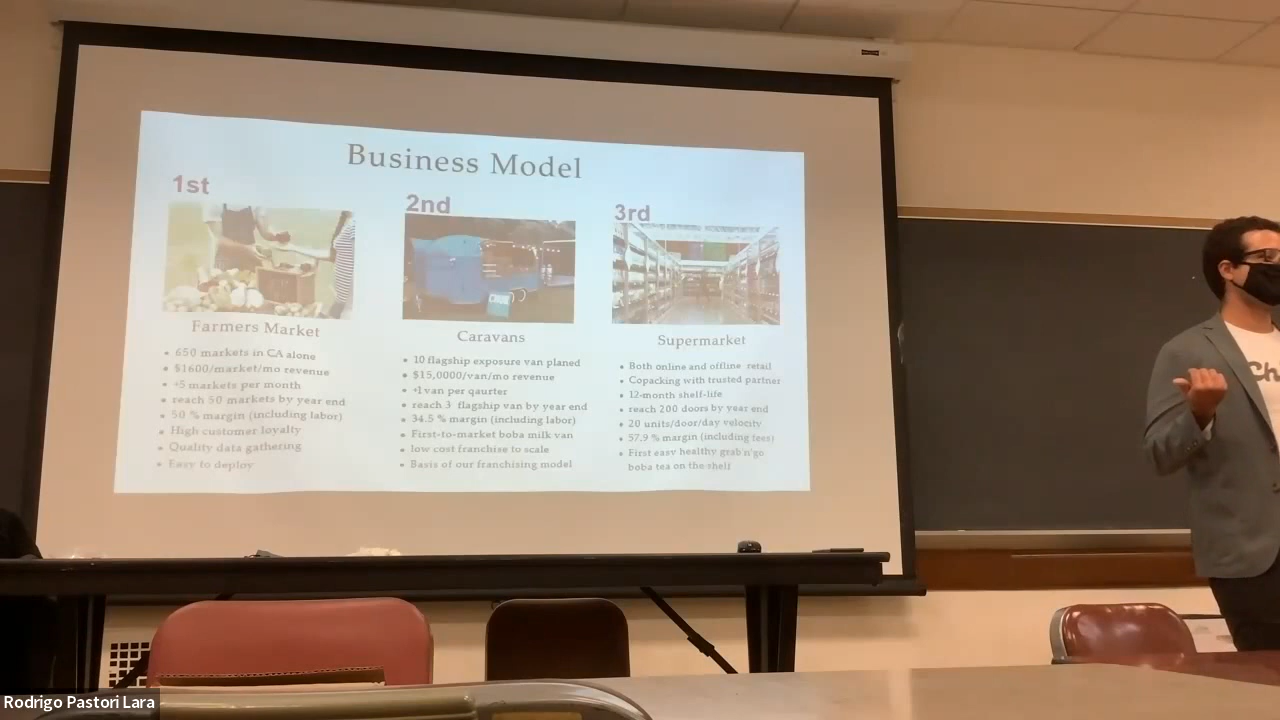 Business Model
1st
Farmers Market
• 650 markets in CA alone
• $1600/market/mo revenue
• +5 markets per month
• reach 50 markets by year end
• 50 % margin (including labor)
• High customer loyalty
• Quality data gathering
• Easy to deploy
2nd
Caravans
• 10 flagship exposure van planed
• $15,0000/van/mo revenue
• +1 van per qaurter
• reach 3 flagship van by year end
• 34.5 % margin (including labor)
• First-to-market boba milk van
• low cost franchise to scale
• Basis of our franchising model
3rd
Supermarket
• Both online and offline retail
• Copacking with trusted partner
• 12-month shelf-life
• reach 200 doors by year end
• 20 units/door/day velocity
• 57.9 % margin (including fees)
• First easy healthy grab'n'go
boba tea on the shelf
Ch
Rodrigo Pastori Lara